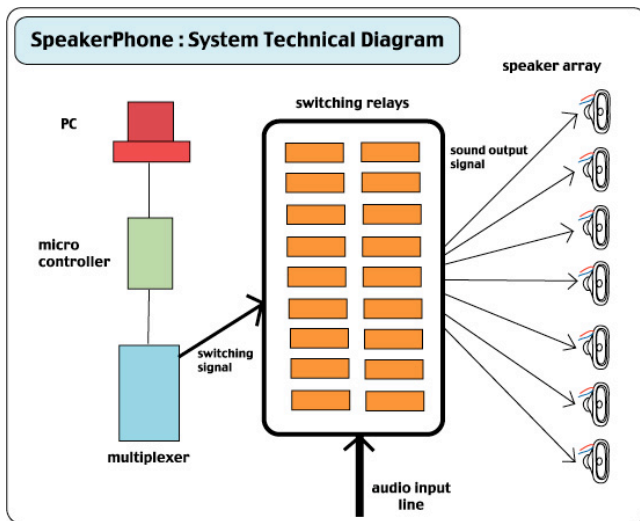 SpeakerPhone : System Technical Diagram
speaker array
switching relays
PC
sound output
signal
micro
controller
switching
signal
multiplexer
audio input
line